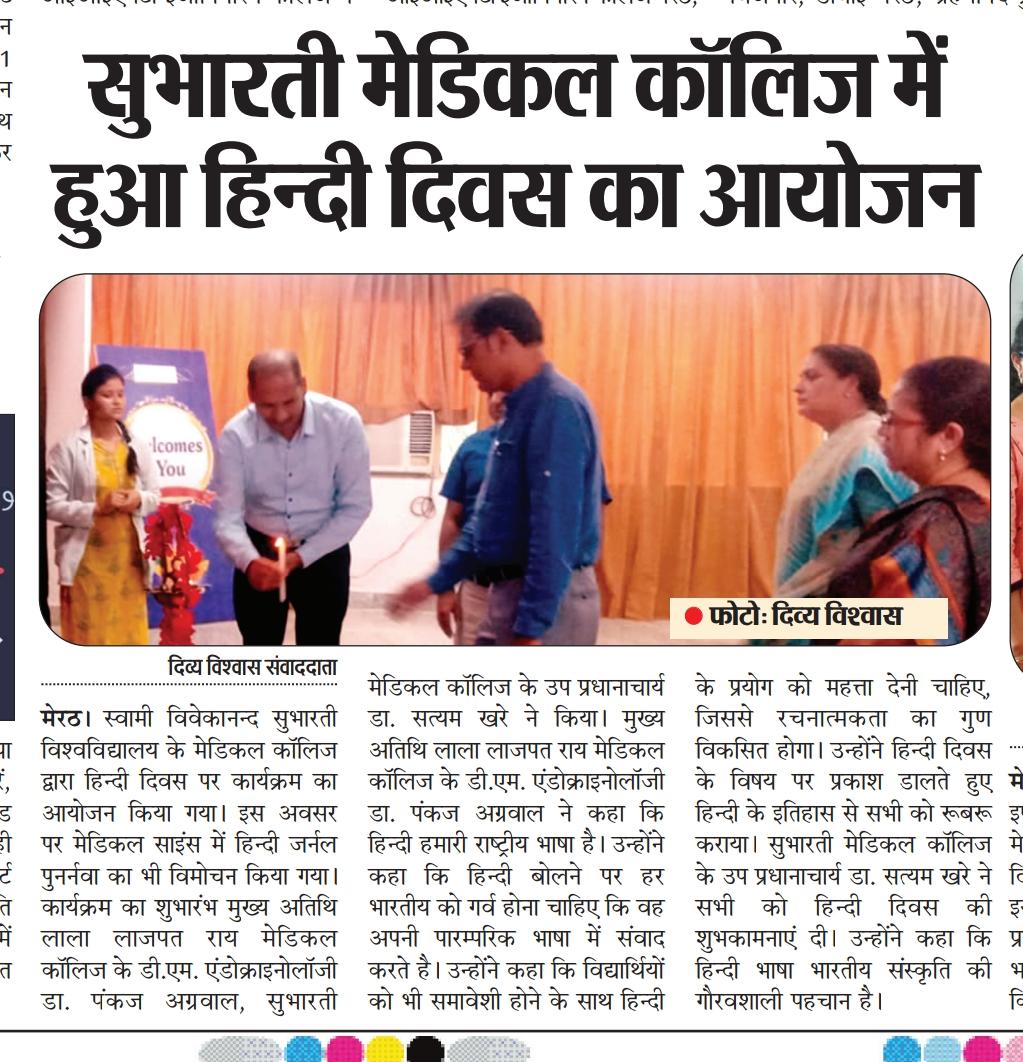 सुभारती मेडिकल कॉलिज में
हुआ हिन्दी दिवस का आयोजन
lcomes
You
फोटो: दिव्य विश्वास
दिव्य विश्वास संवाददाता
मेरठ। स्वामी विवेकानन्द सुभारती
विश्वविद्यालय के मेडिकल कॉलिज
द्वारा हिन्दी दिवस पर कार्यक्रम का
आयोजन किया गया। इस अवसर
पर मेडिकल साइंस में हिन्दी जर्नल
पुनर्नवा का भी विमोचन किया गया।
कार्यक्रम का शुभारंभ मुख्य अतिथि
लाला लाजपत राय मेडिकल
कॉलिज के डी.एम. एंडोक्राइनोलॉजी
डा. पंकज अग्रवाल, सुभारती
मेडिकल कॉलिज के उप प्रधानाचार्य
डा. सत्यम खरे ने किया। मुख्य
अतिथि लाला लाजपत राय मेडिकल
कॉलिज के डी.एम. एंडोक्राइनोलॉजी
डा. पंकज अग्रवाल ने कहा कि
हिन्दी हमारी राष्ट्रीय भाषा है। उन्होंने
कहा कि हिन्दी बोलने पर हर
भारतीय को गर्व होना चाहिए कि वह
अपनी पारम्परिक भाषा में संवाद
करते है। उन्होंने कहा कि विद्यार्थियों
को भी समावेशी होने के साथ हिन्दी
के प्रयोग को महत्ता देनी चाहिए,
जिससे रचनात्मकता का गुण
विकसित होगा। उन्होंने हिन्दी दिवस
के विषय पर प्रकाश डालते हुए
हिन्दी के इतिहास से सभी को रूबरू
कराया। सुभारती मेडिकल कॉलिज
के उप प्रधानाचार्य डा. सत्यम खरे ने
सभी को हिन्दी दिवस की
शुभकामनाएं दी। उन्होंने कहा कि
हिन्दी भाषा भारतीय संस्कृति की
गौरवशाली पहचान है।